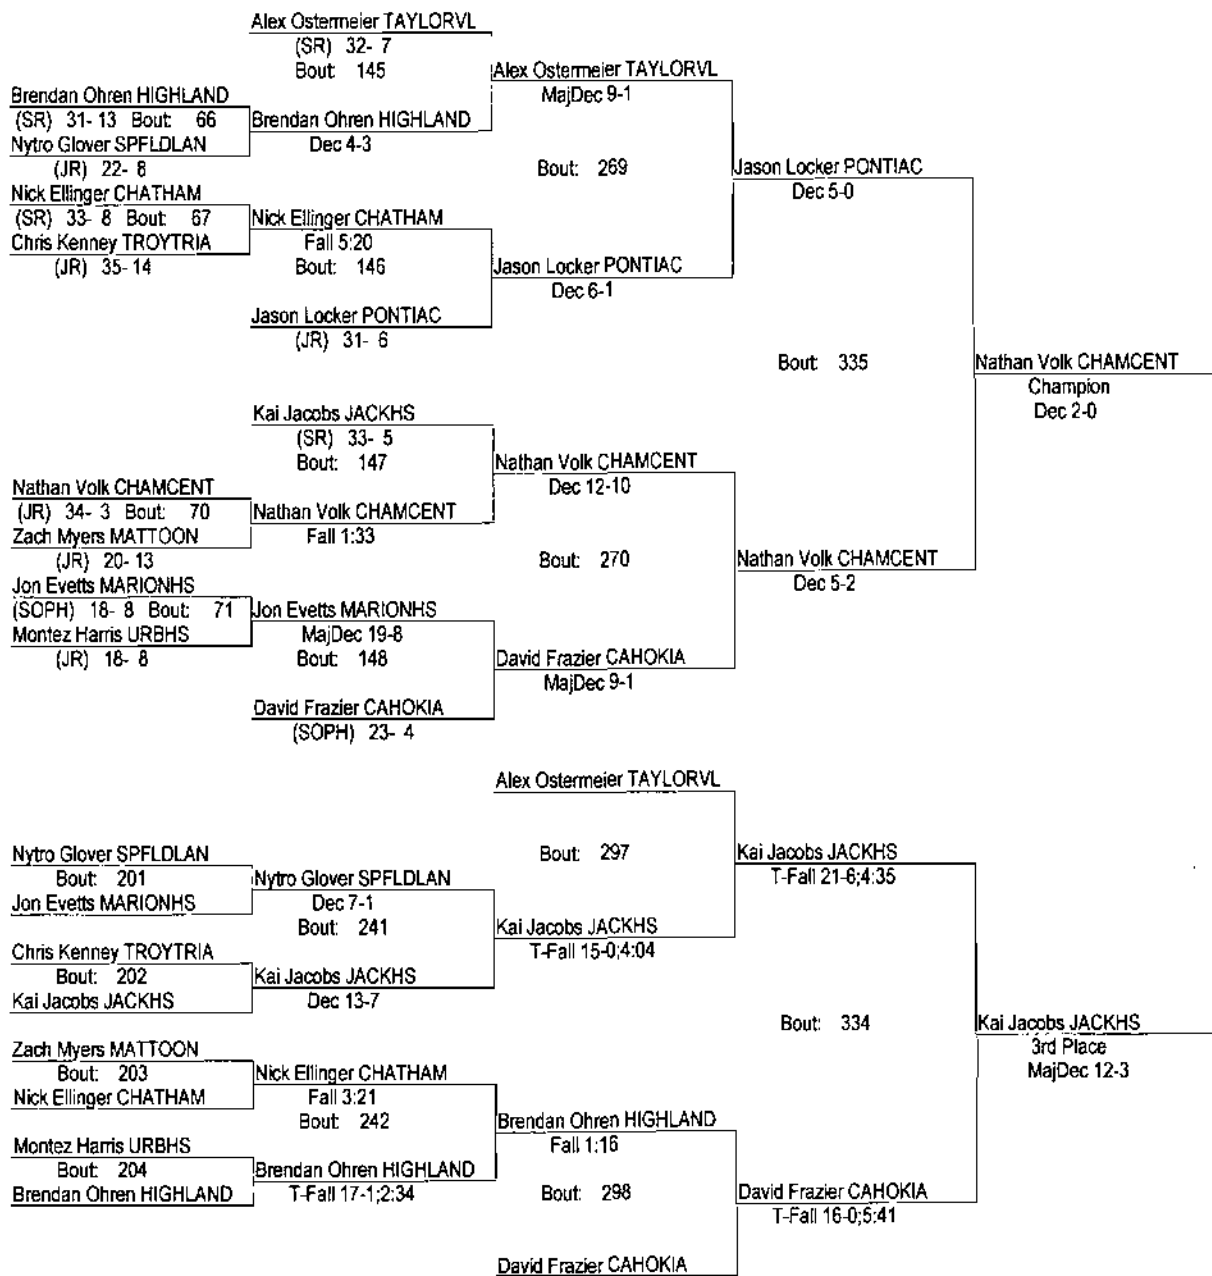 Alex Ostermeier TAYLORVL
(SR) 32- 7
Bout: 145
Alex Ostermeier TAYLORVL
MajDec 9-1
Brendan Ohren HIGHLAND
(SR) 31- 13 Bout: 66
Brendan Ohren HIGHLAND
Dec 4-3
Nytro Glover SPFLDLAN
(JR) 22- 8
Bout: 269
Jason Locker PONTIAC
Dec 5-0
Nick Ellinger CHATHAM
(SR) 33- 8 Bout: 67
Nick Ellinger CHATHAM
Fall 5:20
Chris Kenney TROYTRIA
(JR) 35- 14
Bout: 146
Jason Locker PONTIAC
Dec 6-1
Jason Locker PONTIAC
(JR) 31- 6
Bout: 335
Nathan Volk CHAMCENT
Champion
Dec 2-0
Kai Jacobs JACKHS
(SR) 33- 5
Bout: 147
Nathan Volk CHAMCENT
Dec 12-10
Nathan Volk CHAMCENT
(JR) 34- 3 Bout: 70
Nathan Volk CHAMCENT
Fall 1:33
Zach Myers MATTOON
(JR) 20- 13
Bout: 270
Nathan Volk CHAMCENT
Dec 5-2
Jon Evetts MARIONHS
(SOPH) 18- 8 Bout: 71
Jon Evetts MARIONHS
MajDec 19-8
Montez Harris URBHS
(JR) 18- 8
Bout: 148
David Frazier CAHOKIA
MajDec 9-1
David Frazier CAHOKIA
(SOPH) 23- 4
Alex Ostermeier TAYLORVL
Bout: 297
Kai Jacobs JACKHS
T-Fall 21-6;4:35
Nytro Glover SPFLDLAN
Bout: 201
Nytro Glover SPFLDLAN
Dec 7-1
Jon Evetts MARIONHS
Bout: 241
Kai Jacobs JACKHS
T-Fall 15-0;4:04
Chris Kenney TROYTRIA
Bout: 202
Kai Jacobs JACKHS
Dec 13-7
Kai Jacobs JACKHS
Bout: 334
Kai Jacobs JACKHS
3rd Place
MajDec 12-3
Zach Myers MATTOON
Bout: 203
Nick Ellinger CHATHAM
Fall 3:21
Nick Ellinger CHATHAM
Bout: 242
Brendan Ohren HIGHLAND
Fall 1:16
Montez Harris URBHS
Bout: 204
Brendan Ohren HIGHLAND
T-Fall 17-1;2:34
Brendan Ohren HIGHLAND
Bout: 298
David Frazier CAHOKIA
T-Fall 16-0;5:41
David Frazier CAHOKIA